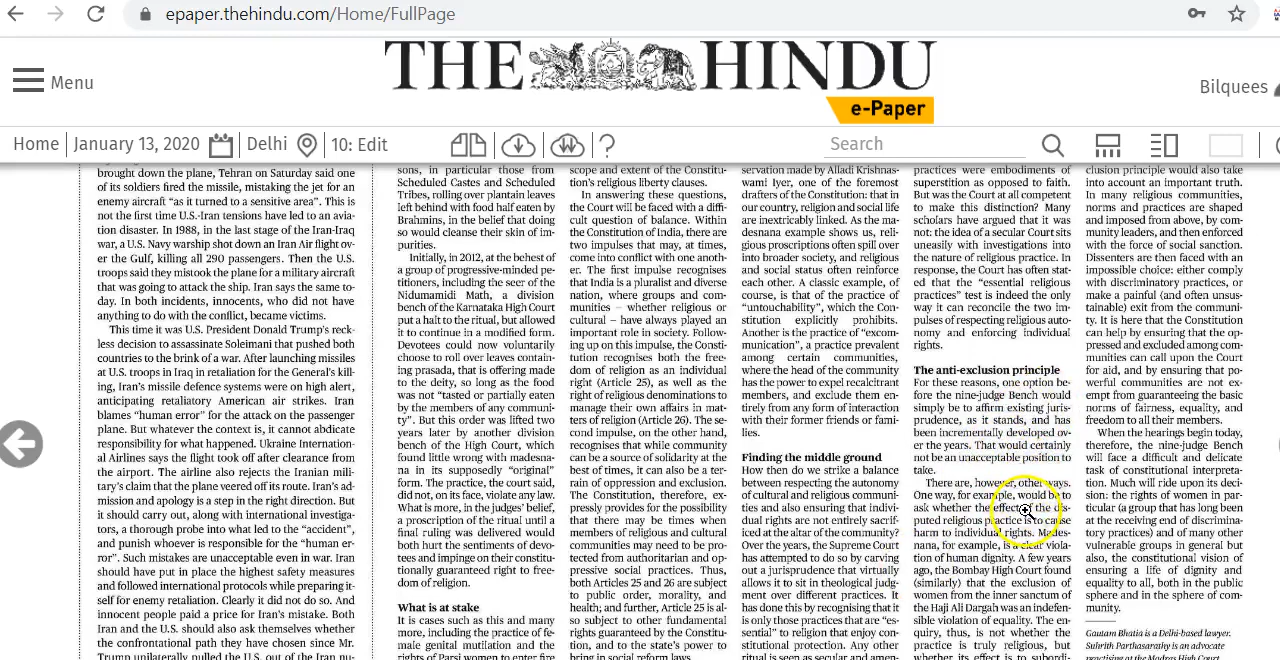 epaper.thehindu.com/Home/FullPage
Menu
THE HINDU
e-Paper
Bilquees
Home
January 13, 2020
Delhi
10: Edit
?
Search
brought down the plane, Tehran on Saturday said one
of its soldiers fired the missile, mistaking the jet for an
enemy aircraft "as it turned to a sensitive area". This is
not the first time U.S.-Iran tensions have led to an avia-
tion disaster. In 1988, in the last stage of the Iran-Iraq
war, a U.S. Navy warship shot down an Iran Air flight ov-
er the Gulf, killing all 290 passengers. Then the U.S.
troops said they mistook the plane for a military aircraft
that was going to attack the ship. Iran says the same to-
day. In both incidents, innocents, who did not have
anything to do with the conflict, became victims.
This time it was U.S. President Donald Trump's reck-
less decision to assassinate Soleimani that pushed both
countries to the brink of a war. After launching missiles
at U.S. troops in Iraq in retaliation for the General's kill-
ing, Iran's missile defence systems were on high alert,
anticipating retaliatory American air strikes. Iran
blames "human error" for the attack on the passenger
plane. But whatever the context is, it cannot abdicate
responsibility for what happened. Ukraine Internation-
al Airlines says the flight took off after clearance from
the airport. The airline also rejects the Iranian mili-
tary's claim that the plane veered off its route. Iran's ad-
mission and apology is a step in the right direction. But
it should carry out, along with international investiga-
tors, a thorough probe into what led to the "accident",
and punish whoever is responsible for the "human er-
ror". Such mistakes are unacceptable even in war. Iran
should have put in place the highest safety measures
and followed international protocols while preparing it-
self for enemy retaliation. Clearly it did not do so. And
innocent people paid a price for Iran's mistake. Both
Iran and the U.S. should also ask themselves whether
the confrontational path they have chosen since Mr.
Trump unilaterally pulled the U.S. out of the Iran nu-
sons, in particular those from
Scheduled Castes and Scheduled
Tribes, rolling over plantain leaves
left behind with food half eaten by
Brahmins, in the belief that doing
so would cleanse their skin of im-
purities.
Initially, in 2012, at the behest of
a group of progressive-minded pe-
titioners, including the seer of the
Nidumamidi Math, a division
bench of the Karnataka High Court
put a halt to the ritual, but allowed
it to continue in a modified form.
Devotees could now voluntarily
choose to roll over leaves contain-
ing prasada, that is offering made
to the deity, so long as the food
was not "tasted or partially eaten
by the members of any communi-
ty". But this order was lifted two
years later by another division
bench of the High Court, which
found little wrong with madesna-
na in its supposedly "original"
form. The practice, the court said,
did not, on its face, violate any law.
What is more, in the judges' belief,
a proscription of the ritual until a
final ruling was delivered would
both hurt the sentiments of devo-
tees and impinge on their constitu-
tionally guaranteed right to free-
dom of religion.
What is at stake
It is cases such as this and many
more, including the practice of fe-
male genital mutilation and the
rights of Parsi women to enter fire
scope and extent of the Constitu-
tion's religious liberty clauses.
In answering these questions,
the Court will be faced with a diffi-
cult question of balance. Within
the Constitution of India, there are
two impulses that may, at times,
come into conflict with one anoth-
er. The first impulse recognises
that India is a pluralist and diverse
nation, where groups and com-
munities – whether religious or
cultural – have always played an
important role in society. Follow-
ing up on this impulse, the Consti-
tution recognises both the free-
dom of religion as an individual
right (Article 25), as well as the
right of religious denominations to
manage their own affairs in mat-
ters of religion (Article 26). The se-
cond impulse, on the other hand,
recognises that while community
can be a source of solidarity at the
best of times, it can also be a ter-
rain of oppression and exclusion.
The Constitution, therefore, ex-
pressly provides for the possibility
that there may be times when
members of religious and cultural
communities may need to be pro-
tected from authoritarian and op-
pressive social practices. Thus,
both Articles 25 and 26 are subject
to public order, morality, and
health; and further, Article 25 is al-
so subject to other fundamental
rights guaranteed by the Constitu-
tion, and to the state's power to
bring in social reform laws.
servation made by Alladi Krishnas-
wami Iyer, one of the foremost
drafters of the Constitution: that in
our country, religion and social life
are inextricably linked. As the ma-
desnana example shows us, reli-
gious proscriptions often spill over
into broader society, and religious
and social status often reinforce
each other. A classic example, of
course, is that of the practice of
"untouchability", which the Con-
stitution explicitly prohibits.
Another is the practice of "excom-
munication", a practice prevalent
among certain communities,
where the head of the community
has the power to expel recalcitrant
members, and exclude them en-
tirely from any form of interaction
with their former friends or fami-
lies.
Finding the middle ground
How then do we strike a balance
between respecting the autonomy
of cultural and religious communi-
ties and also ensuring that indivi-
dual rights are not entirely sacrif-
iced at the altar of the community?
Over the years, the Supreme Court
has attempted to do so by carving
out a jurisprudence that virtually
allows it to sit in theological judg-
ment over different practices. It
has done this by recognising that it
is only those practices that are "es-
sential" to religion that enjoy con-
stitutional protection. Any other
ritual is seen as secular and amen-
practices were embodiments of
superstition as opposed to faith.
But was the Court at all competent
to make this distinction? Many
scholars have argued that it was
not: the idea of a secular Court sits
uneasily with investigations into
the nature of religious practice. In
response, the Court has often stat-
ed that the "essential religious
practices" test is indeed the only
way it can reconcile the two im-
pulses of respecting religious auto-
nomy and enforcing individual
rights.
The anti-exclusion principle
For these reasons, one option be-
fore the nine-judge Bench would
simply be to affirm existing juris-
prudence, as it stands, and has
been incrementally developed ov-
er the years. That would certainly
not be an unacceptable position to
take.
There are, however, other ways.
One way, for example, would be to
ask whether the effect of the dis-
puted religious practice is to cause
harm to individual rights. Mades-
nana, for example, is a clear viola-
tion of human dignity. A few years
ago, the Bombay High Court found
(similarly) that the exclusion of
women from the inner sanctum of
the Haji Ali Dargah was an indefen-
sible violation of equality. The en-
quiry, thus, is not whether the
practice is truly religious, but
whether its effect is to subordi-
clusion principle would also take
into account an important truth.
In many religious communities,
norms and practices are shaped
and imposed from above, by com-
munity leaders, and then enforced
with the force of social sanction.
Dissenters are then faced with an
impossible choice: either comply
with discriminatory practices, or
make a painful (and often unsus-
tainable) exit from the communi-
ty. It is here that the Constitution
can help by ensuring that the op-
pressed and excluded among com-
munities can call upon the Court
for aid, and by ensuring that po-
werful communities are not ex-
empt from guaranteeing the basic
norms of fairness, equality, and
freedom to all their members.
When the hearings begin today,
therefore, the nine-judge Bench
will face a difficult and delicate
task of constitutional interpreta-
tion. Much will ride upon its deci-
sion: the rights of women in par-
ticular (a group that has long been
at the receiving end of discrimina-
tory practices) and of many other
vulnerable groups in general but
also, the constitutional vision of
ensuring a life of dignity and
equality to all, both in the public
sphere and in the sphere of com-
munity.
Gautam Bhatia is a Delhi-based lawyer.
Suhrith Parthasarathy is an advocate
practising at the Madras High Court